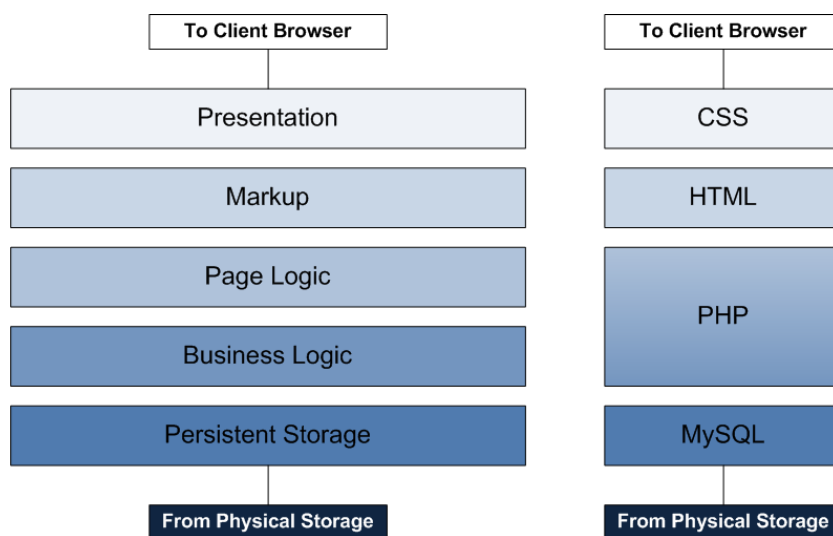 To Client Browser
Presentation
Markup
Page Logic
Business Logic
Persistent Storage
From Physical Storage
To Client Browser
CSS
HTML
PHP
MySQL
From Physical Storage